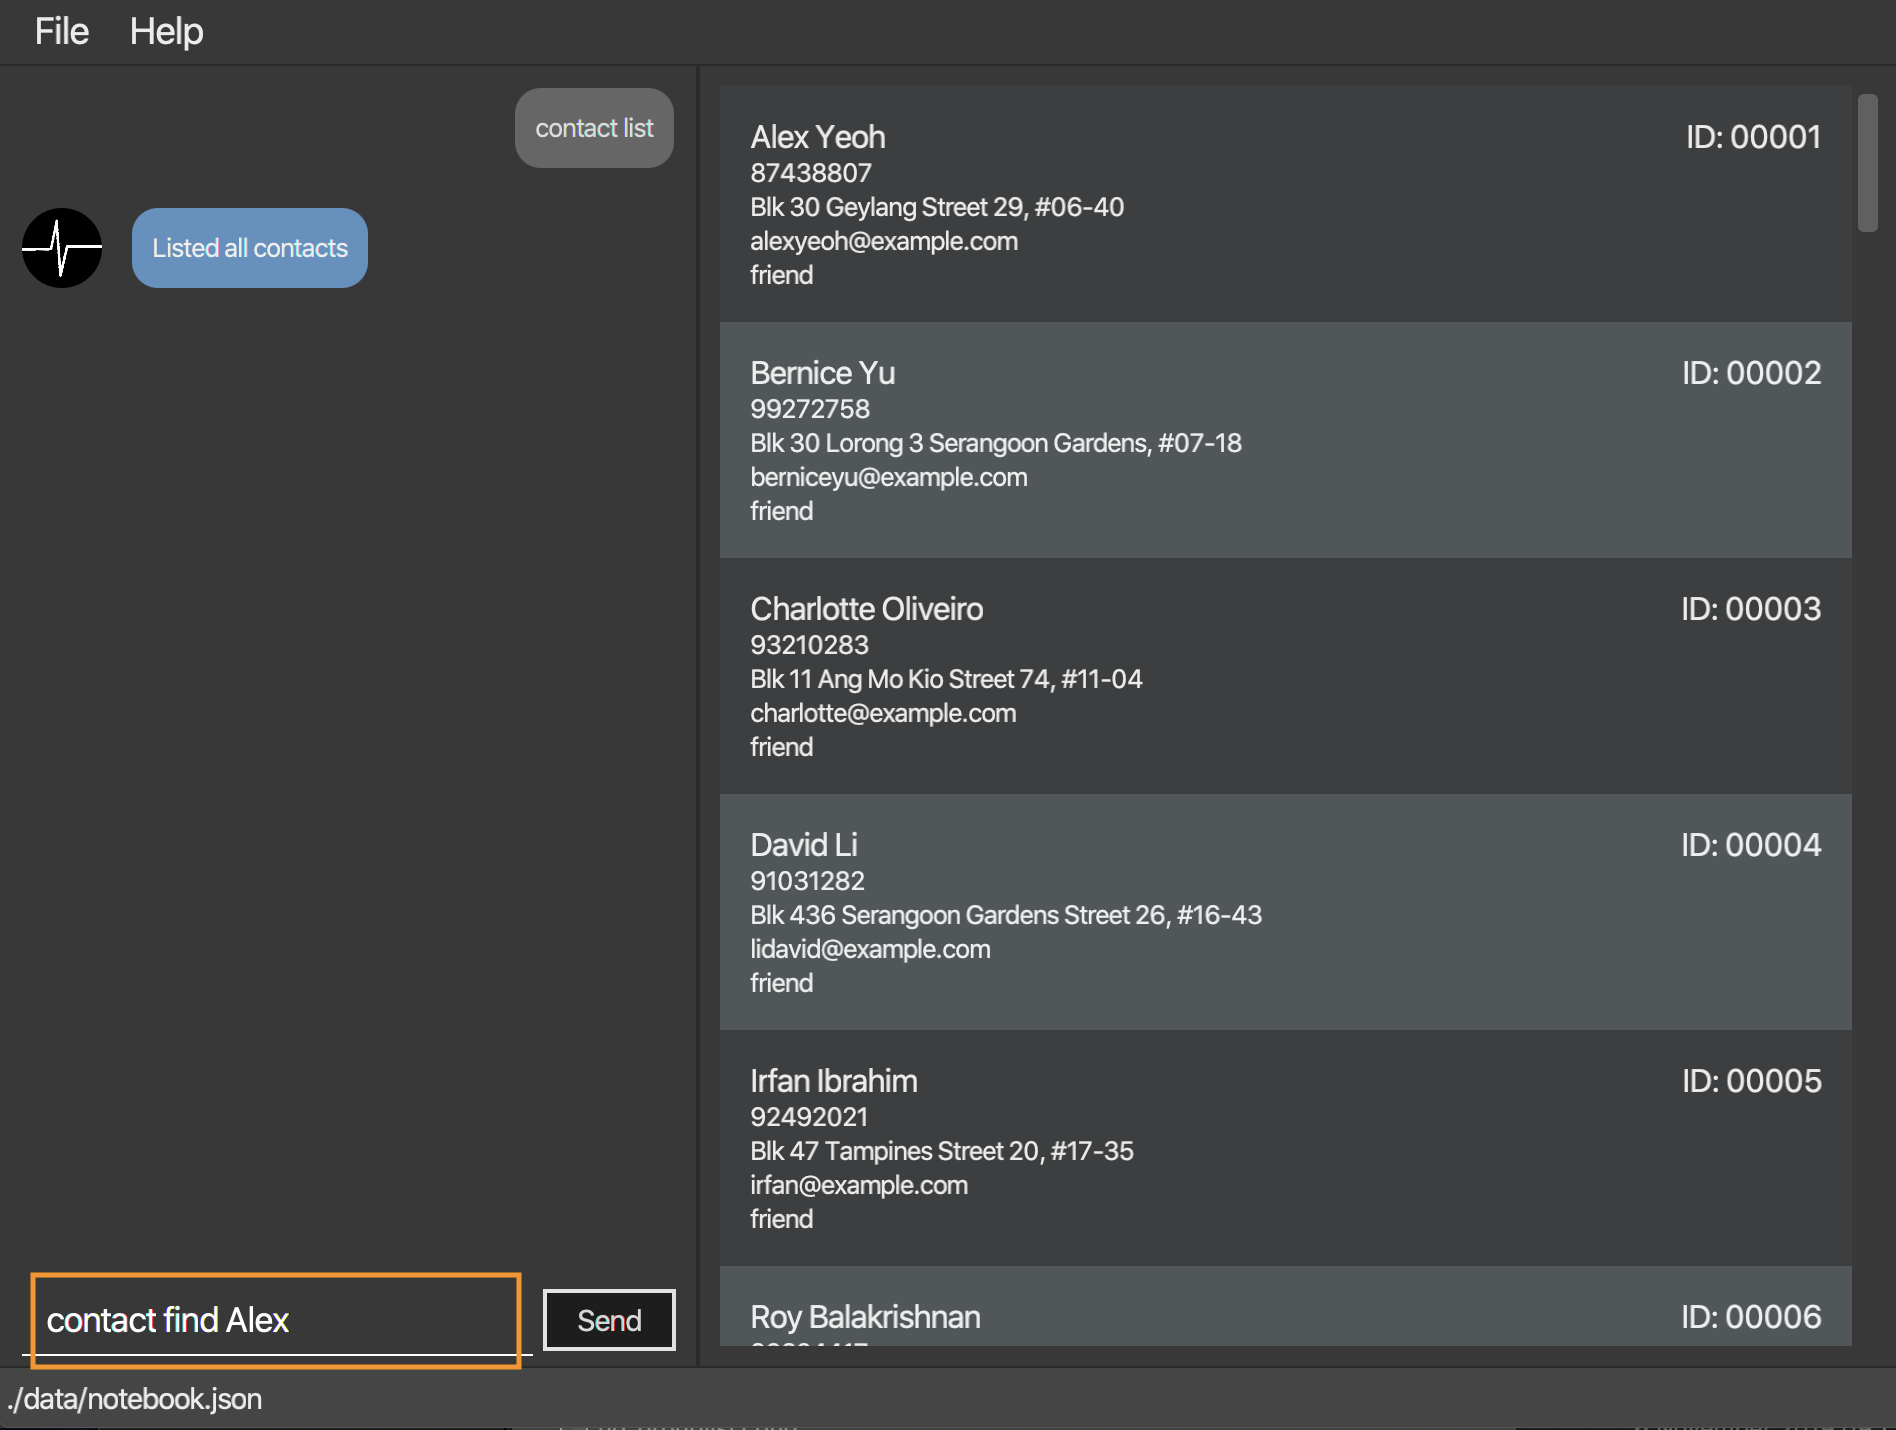 File Help
contact list
Listed all contacts
contact find Alex
Send
Alex Yeoh
ID: 00001
87438807
Blk 30 Geylang Street 29, #06-40
alexyeoh@example.com
friend
Bernice Yu
ID: 00002
99272758
Blk 30 Lorong 3 Serangoon Gardens, #07-18
berniceyu@example.com
friend
Charlotte Oliveiro
ID: 00003
93210283
Blk 11 Ang Mo Kio Street 74, #11-04
charlotte@example.com
friend
David Li
ID: 00004
91031282
Blk 436 Serangoon Gardens Street 26, #16-43
lidavid@example.com
friend
Irfan Ibrahim
ID: 00005
92492021
Blk 47 Tampines Street 20, #17-35
irfan@example.com
friend
Roy Balakrishnan
ID: 00006
./data/notebook.json